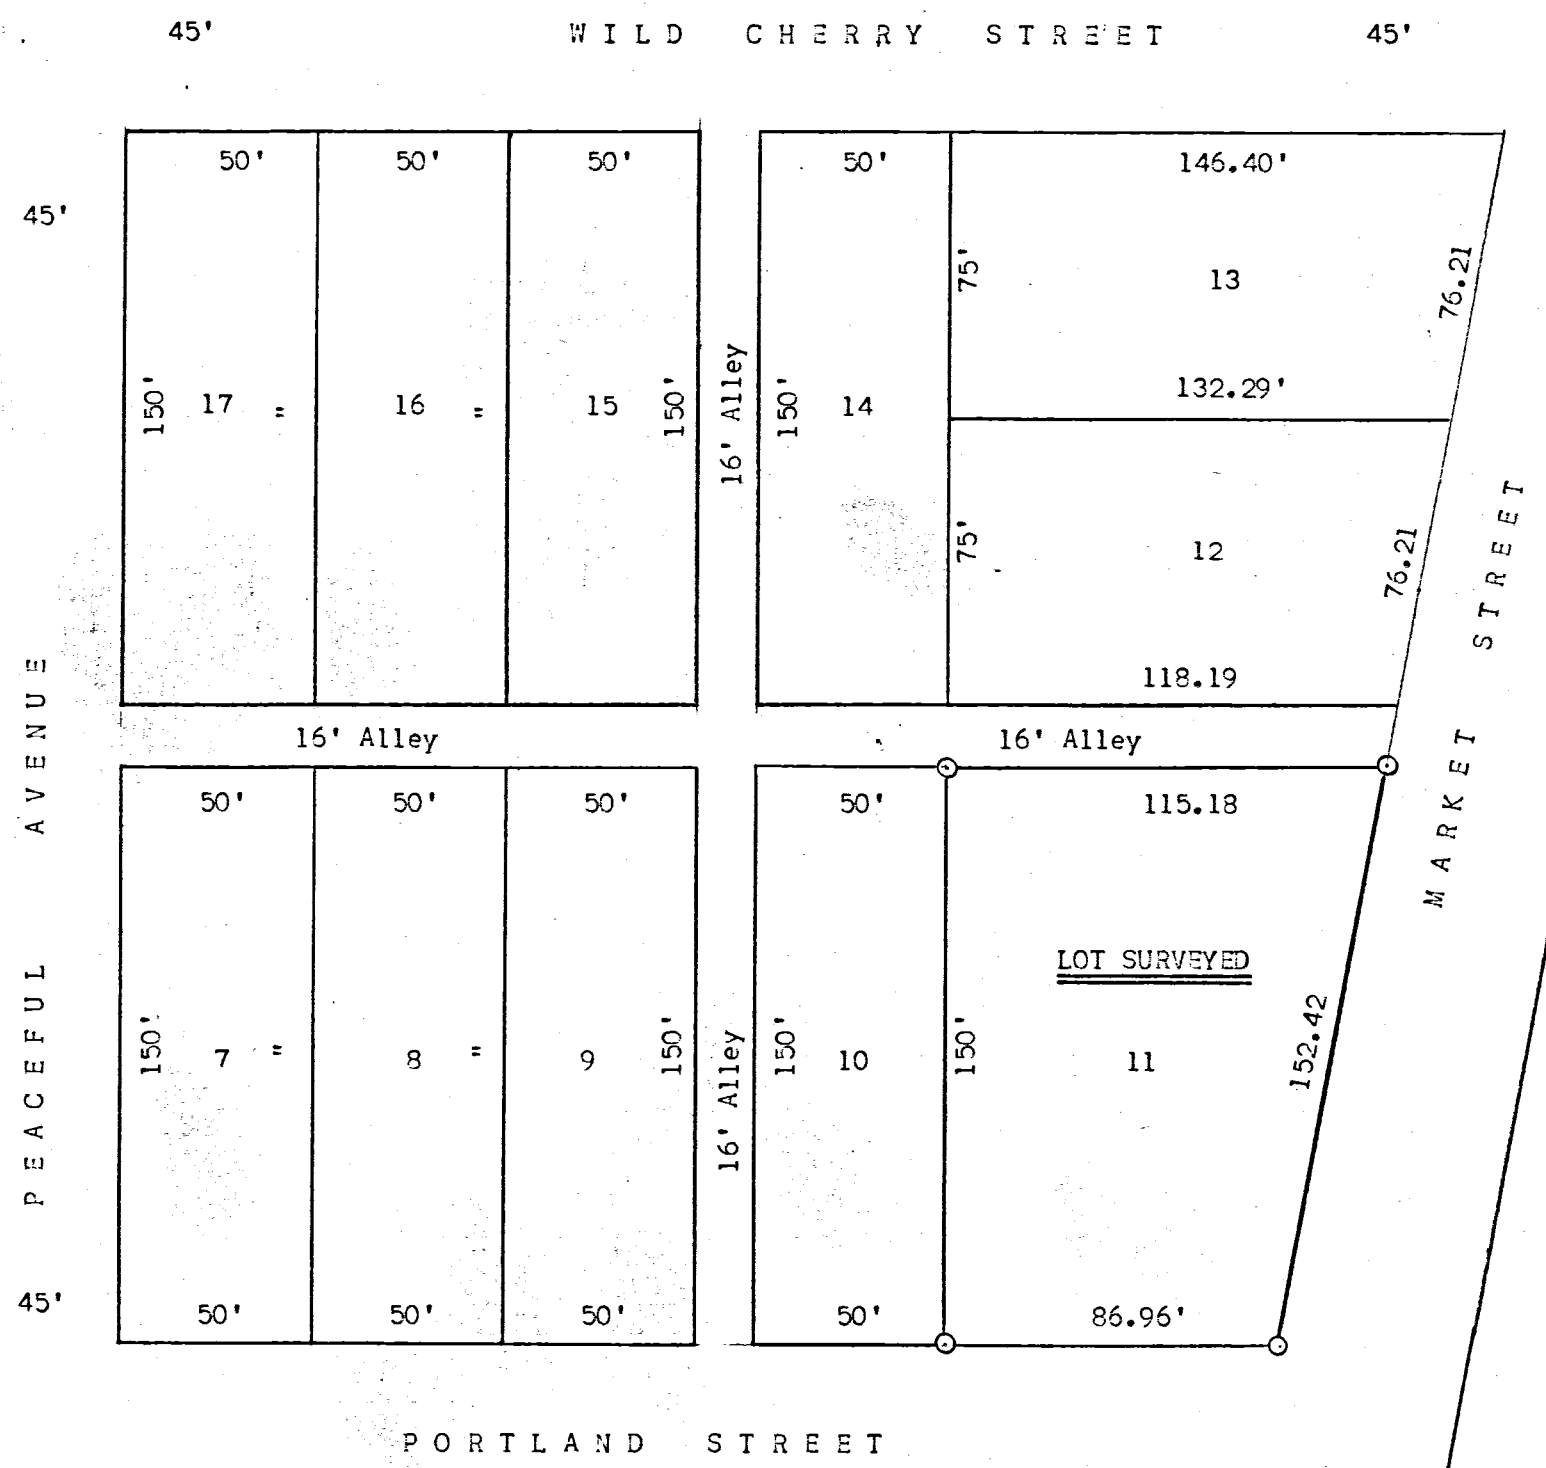 45' WILD CHERRY STREET 45'
50' 50' 50' 50' 146.40'
45'
75' 13 76.21
16' Alley
132.29'
150' 17 " 16 " 15 150' 150' 14
75' 12 76.21
118.19
MARKET STREET
PEACEFUL AVENUE
16' Alley 16' Alley
50' 50' 50' 50' 115.18
LOT SURVEYED
150' 7 " 8 " 9 150' 16' Alley 150' 10 150' 11 152.42
45' 50' 50' 50' 50' 86.96'
PORTLAND STREET